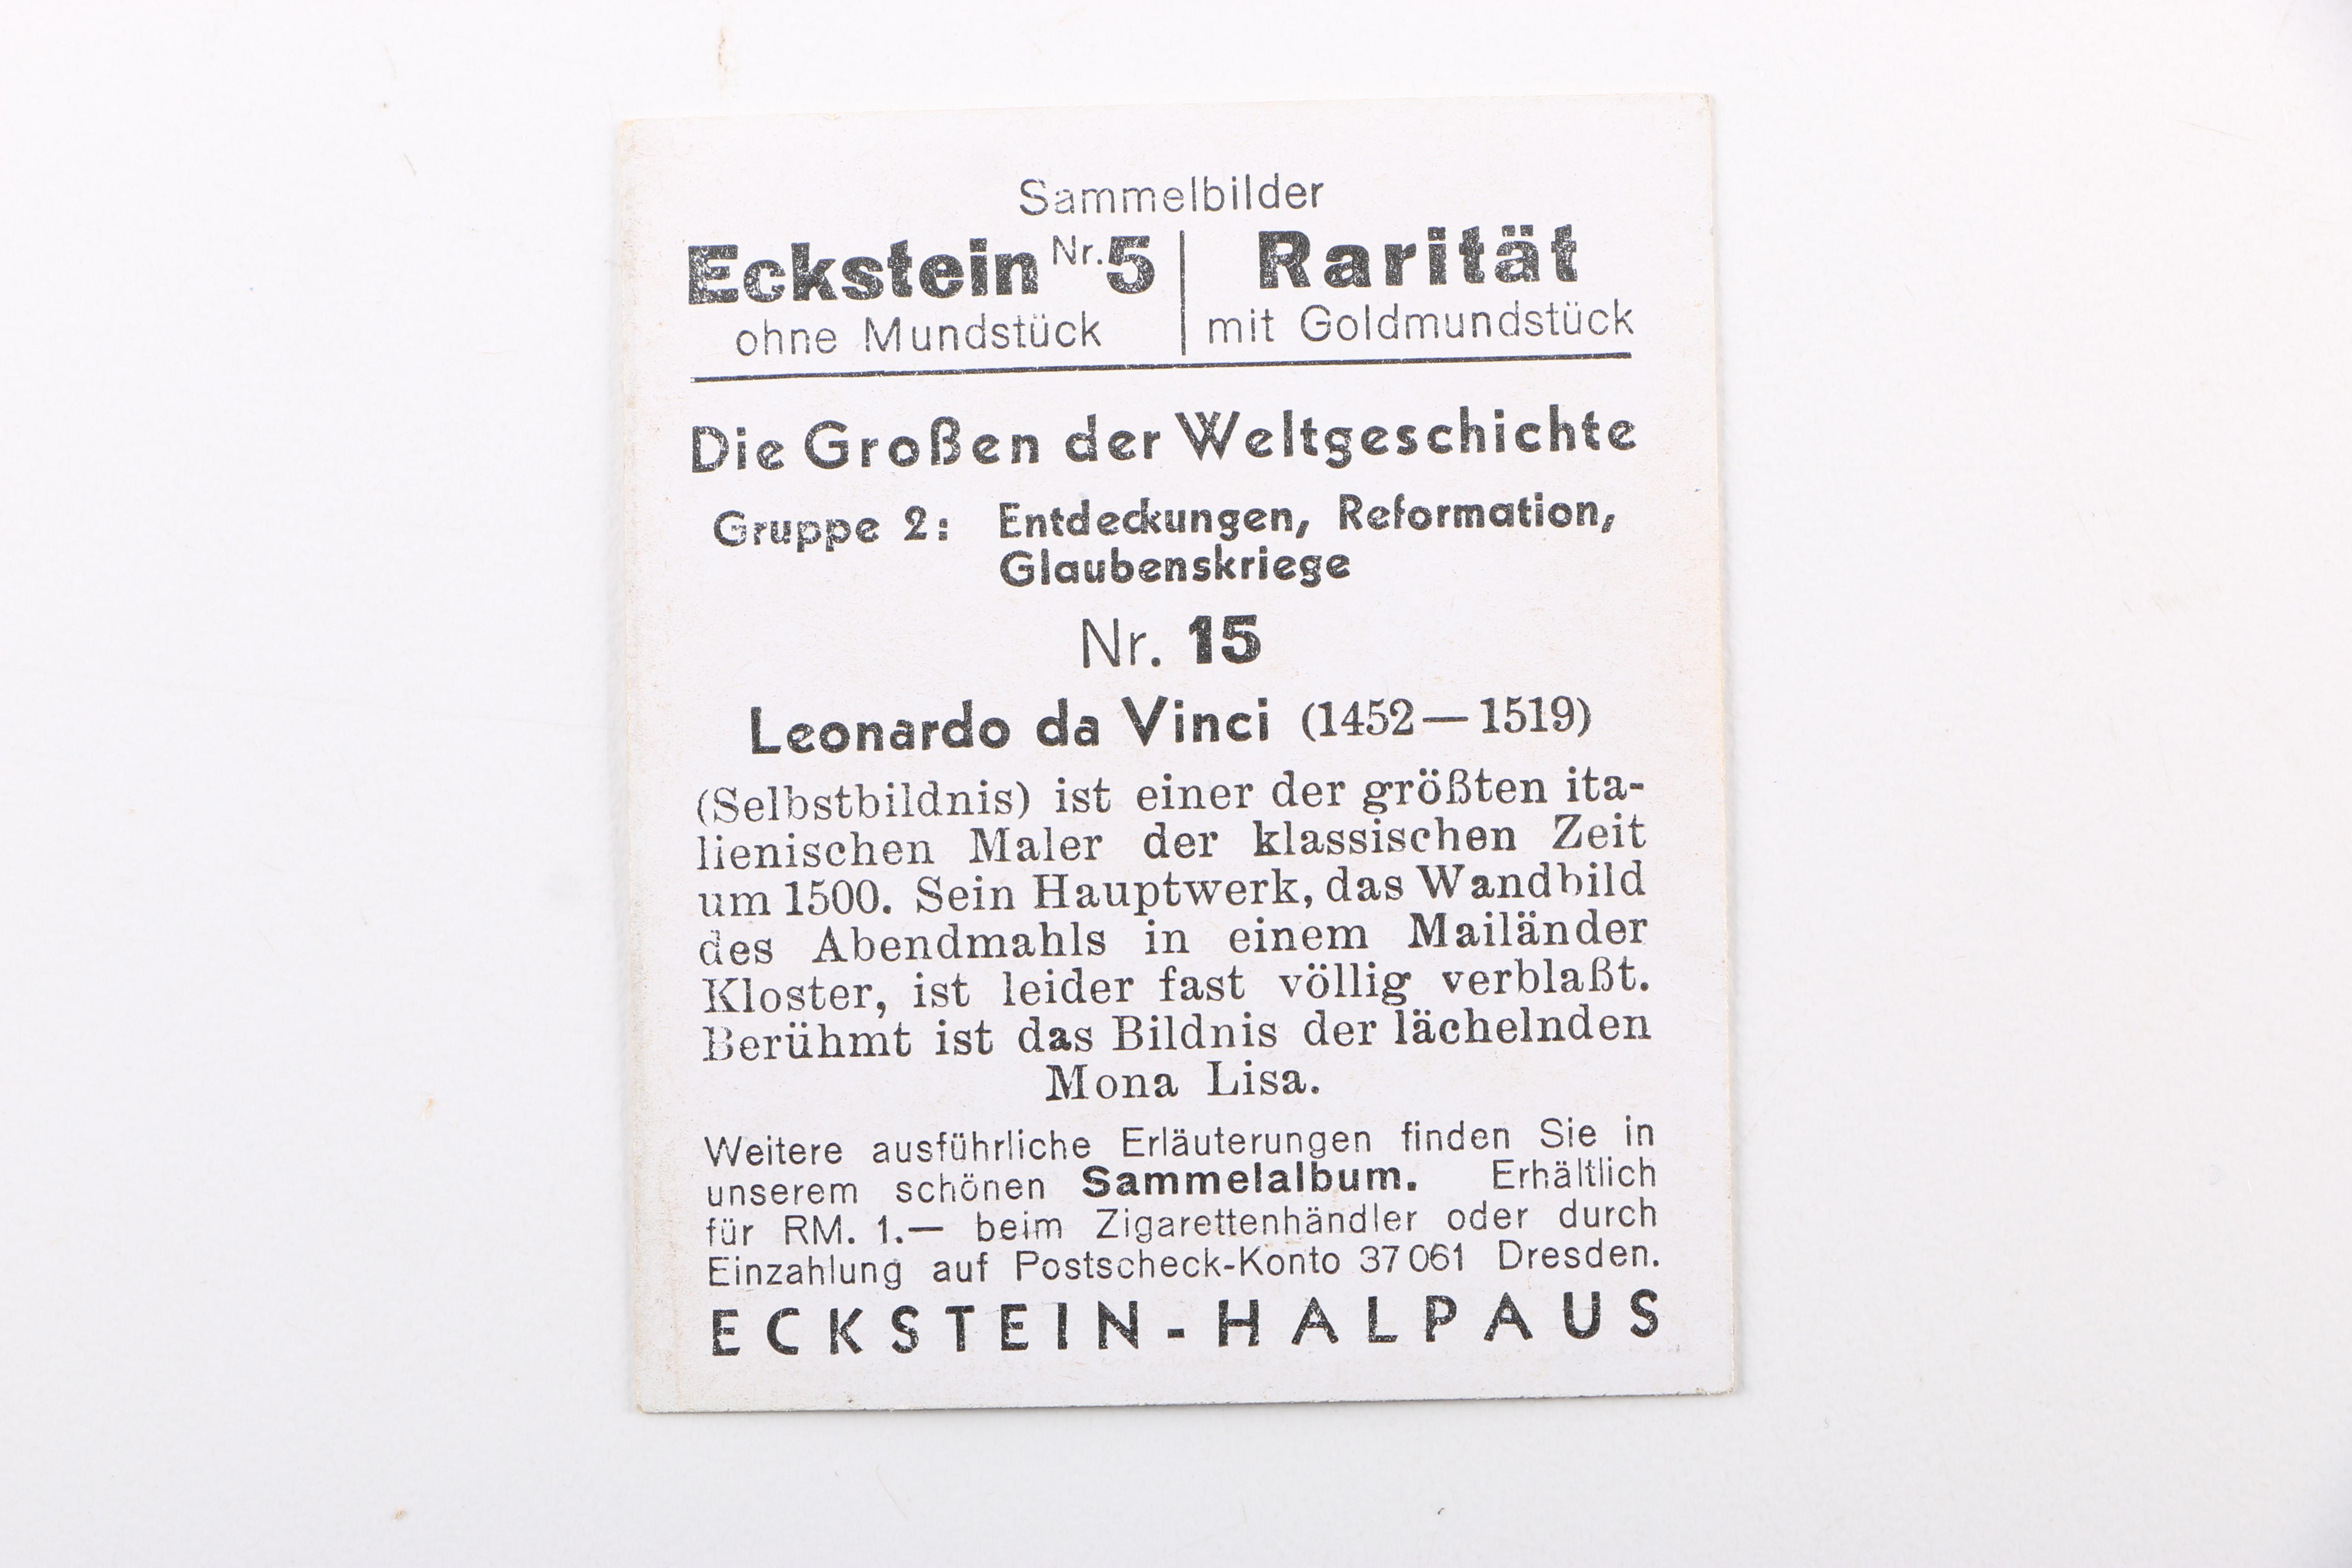 Sammelbilder
Eckstein Nr. 5 | Rarität
ohne Mundstück | mit Goldmundstück
Die Großen der Weltgeschichte
Gruppe 2: Entdeckungen, Reformation,
Glaubenskriege
Nr. 15
Leonardo da Vinci (1452—1519)
(Selbstbildnis) ist einer der größten ita-
lienischen Maler der klassischen Zeit
um 1500. Sein Hauptwerk, das Wandbild
des Abendmahls in einem Mailänder
Kloster, ist leider fast völlig verblaßt.
Berühmt ist das Bildnis der lächelnden
Mona Lisa.
Weitere ausführliche Erläuterungen finden Sie in
unserem schönen Sammelalbum. Erhältlich
für RM. 1.— beim Zigarettenhändler oder durch
Einzahlung auf Postscheck-Konto 37 061 Dresden.
ECKSTEIN-HALPAUS